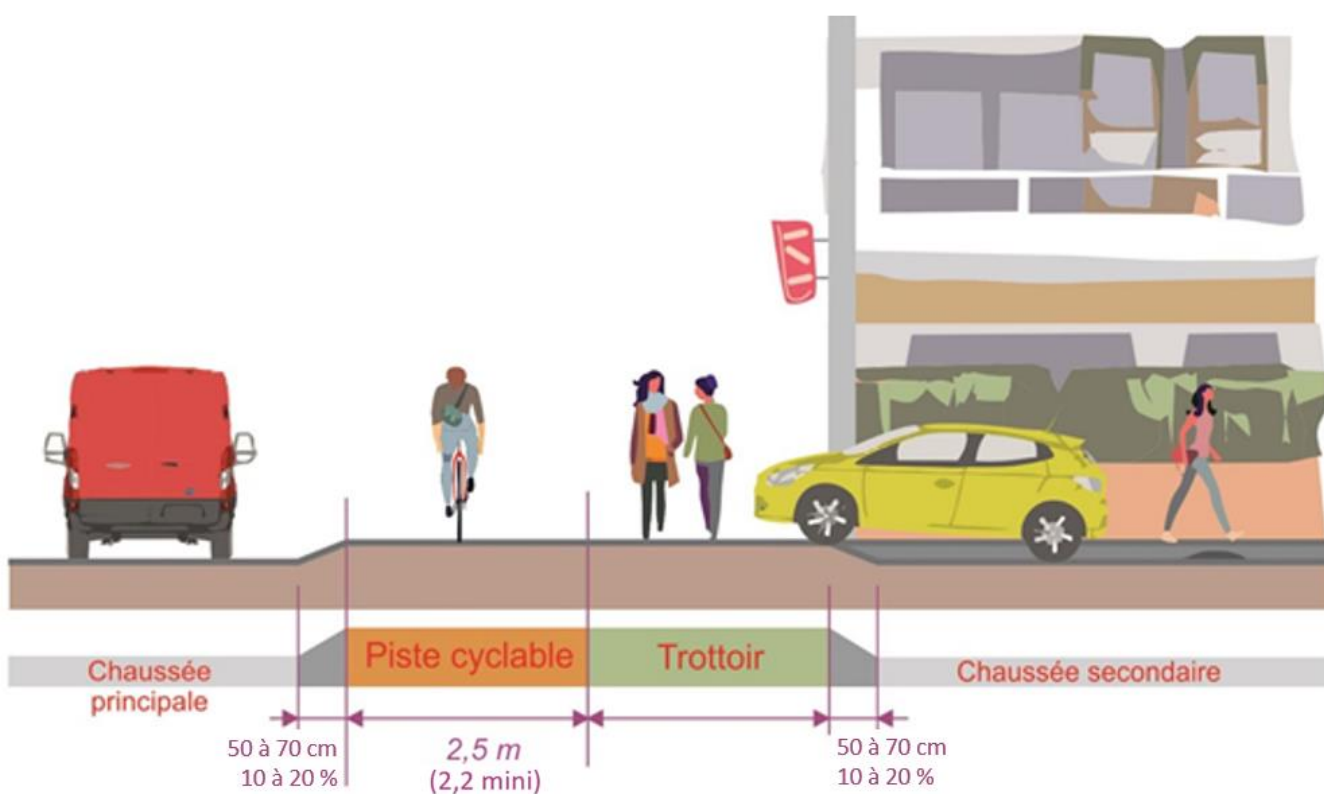 Piste cyclable
Trottoir
Chaussée
principale
Chaussée secondaire
50 à 70 cm
10 à 20 %
2,5 m
(2,2 mini)
50 à 70 cm
10 à 20 %